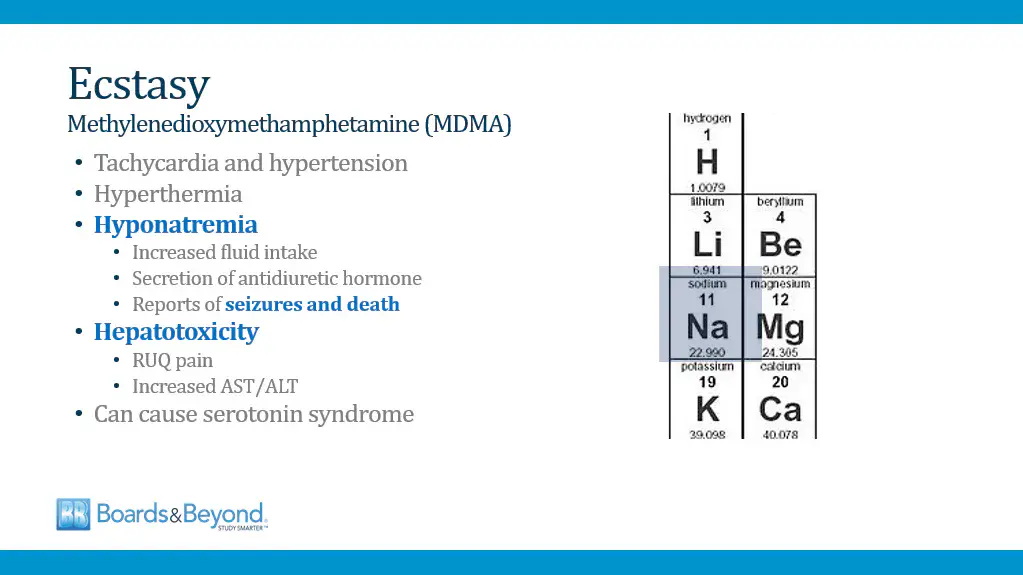 Ecstasy
Methylenedioxymethamphetamine (MDMA)
• Tachycardia and hypertension
• Hyperthermia
• Hyponatremia
• Increased fluid intake
• Secretion of antidiuretic hormone
• Reports of seizures and death
• Hepatotoxicity
• RUQ pain
• Increased AST/ALT
• Can cause serotonin syndrome
hydrogen
1
H
1.0079
lithium beryllium
3 4
Li Be
6.941 9.0122
sodium magnesium
11 12
Na Mg
22.990 24.305
potassium calcium
19 20
K Ca
39.098 40.078
BB Boards&Beyond.
STUDY SMARTER™